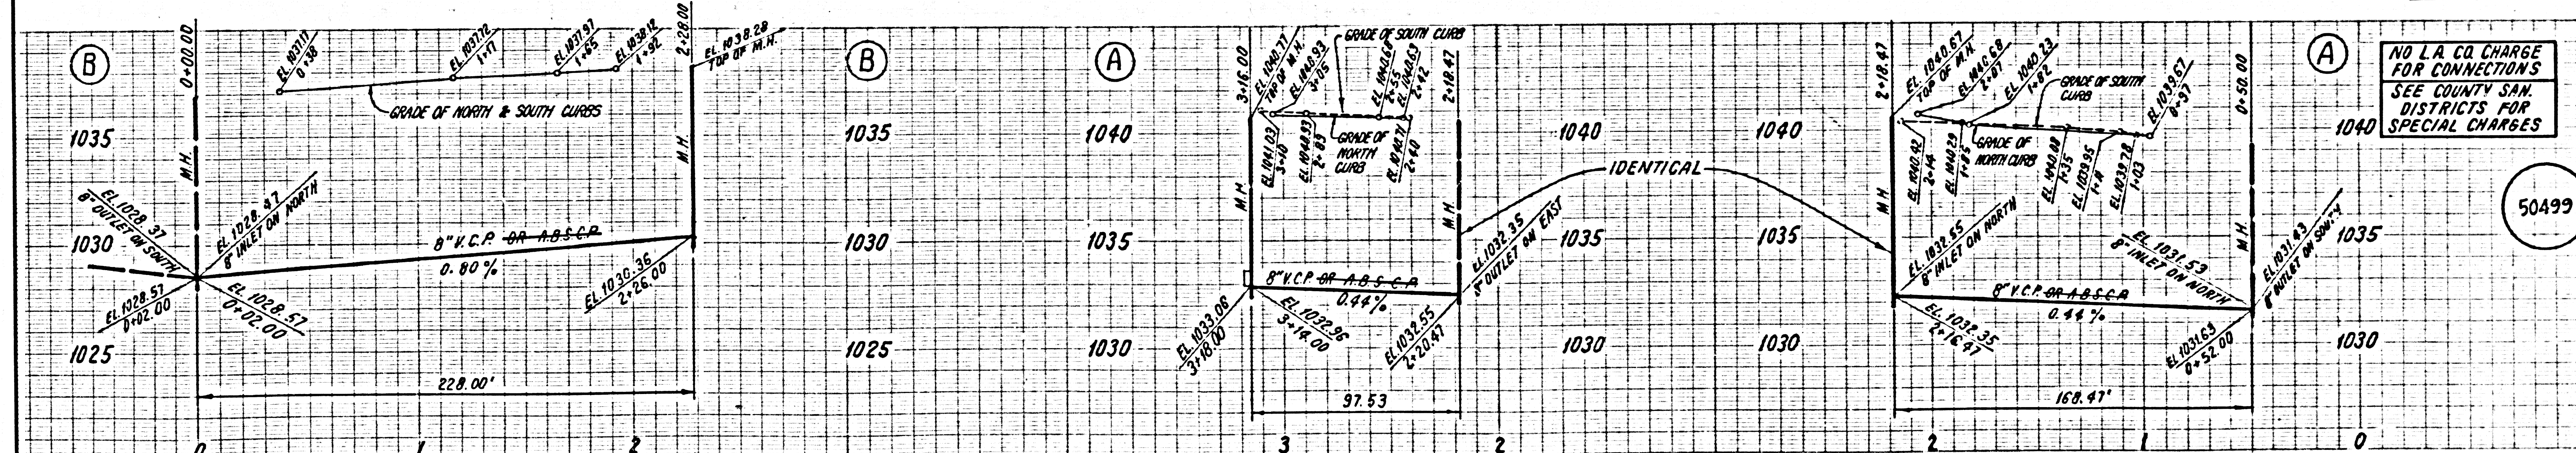 B
0+00.00
EL. 1037.17
0+38
EL. 1037.72
1+17
EL. 1037.97
1+65
EL. 1038.12
1+92
2+28.00
EL. 1038.28
TOP OF M.H.
GRADE OF NORTH & SOUTH CURBS
1035
M.H.
M.H.
EL. 1028.37
8" OUTLET ON SOUTH
EL. 1028.47
8" INLET ON NORTH
1030
8" V.C.P. OR A.B.S.C.P.
0.80%
EL. 1028.57
0+02.00
EL. 1028.57
0+02.00
EL. 1030.36
2+26.00
1025
228.00'
0
1
2
B
1035
1030
1025
A
1040
1035
1030
3+16.00
EL. 1040.77
TOP OF M.H.
EL. 1040.93
3+05
GRADE OF SOUTH CURB
EL. 1040.68
2+55
EL. 1040.63
2+42
2+18.47
EL. 1041.03
3+10
EL. 1040.93
2+89
GRADE OF
NORTH
CURB
EL. 1040.71
2+40
M.H.
M.H.
8" V.C.P. OR A.B.S.C.P.
0.44%
EL. 1032.35
8" OUTLET ON EAST
EL. 1033.06
3+18.00
EL. 1032.96
3+14.00
EL. 1032.55
2+20.47
97.53
3
2
1040
1035
1030
IDENTICAL
1040
1035
1030
2+18.47
EL. 1040.67
TOP OF M.H.
EL. 1040.68
2+07
EL. 1040.23
1+82
GRADE OF SOUTH
CURB
EL. 1039.67
0+97
0+50.00
EL. 1040.42
2+14
EL. 1040.29
1+85
GRADE OF
NORTH CURB
EL. 1040.08
1+35
EL. 1039.95
1+11
EL. 1039.78
1+03
M.H.
M.H.
EL. 1032.55
8" INLET ON NORTH
EL. 1031.53
8" INLET ON NORTH
EL. 1031.43
8" OUTLET ON SOUTH
8" V.C.P. OR A.B.S.C.P.
0.44%
EL. 1032.35
2+16.47
EL. 1031.63
0+52.00
168.47'
2
1
0
A
1040
1035
1030
NO L.A. CO. CHARGE
FOR CONNECTIONS
SEE COUNTY SAN.
DISTRICTS FOR
SPECIAL CHARGES
50499